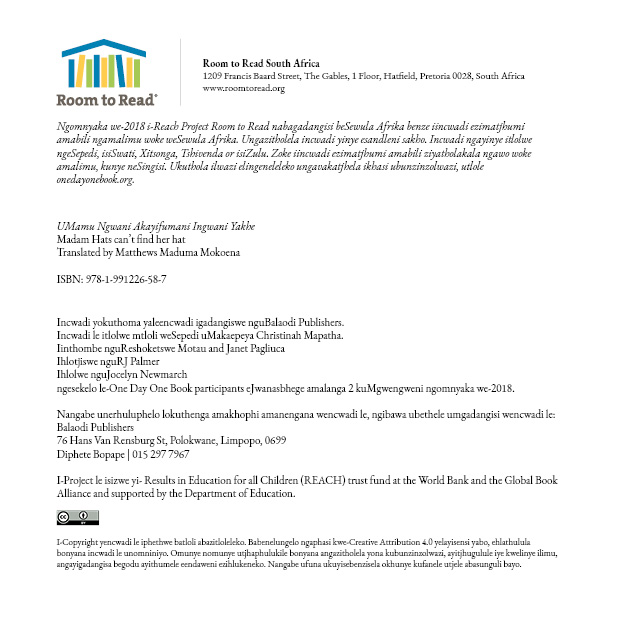 Room to Read®
Room to Read South Africa
1209 Francis Baard Street, The Gables, 1 Floor, Hatfield, Pretoria 0028, South Africa
www.roomtoread.org
Ngomnyaka we-2018 i-Reach Project Room to Read nabagadangisi beSewula Afrika benze iincwadi ezimatjhumi
amabili ngamalimu woke weSewula Afrika. Ungazitholela incwadi yinye esandleni sakho. Incwadi ngayinye itlolwe
ngeSepedi, isiSwati, Xitsonga, Tshivenda or isiZulu. Zoke iincwadi ezimatjhumi amabili ziyatholakala ngawo woke
amalimu, kunye neSingisi. Ukuthola ilwazi elingeneleleko ungavakatjhela ikhasi ubunzinzolwazi, utlole
onedayonebook.org.
UMamu Ngwani Akayifumani Ingwani Yakhe
Madam Hats can't find her hat
Translated by Matthews Maduma Mokoena
ISBN: 978-1-991226-58-7
Incwadi yokuthoma yaleencwadi igadangiswe nguBalaodi Publishers.
Incwadi le itlolwe mtloli weSepedi uMakaepeya Christinah Mapatha.
Iinthombe nguReshoketswe Motau and Janet Pagliuca
Ihlotjiswe nguRJ Palmer
Ihlolwe nguJocelyn Newmarch
ngesekelo le-One Day One Book participants eJwanasbhege amalanga 2 kuMgwengweni ngomnyaka we-2018.
Nangabe unerhuluphelo lokuthenga amakhophi amanengana wencwadi le, ngibawa ubethele umgadangisi wencwadi le:
Balaodi Publishers
76 Hans Van Rensburg St, Polokwane, Limpopo, 0699
Diphete Bopape | 015 297 7967
I-Project le isizwe yi- Results in Education for all Children (REACH) trust fund at the World Bank and the Global Book
Alliance and supported by the Department of Education.
cc BY
I-Copyright yencwadi le iphethwe batloli abazitloleleko. Babenelungelo ngaphasi kwe-Creative Attribution 4.0 yelayisensi yabo, ehlathulula
bonyana incwadi le unomniniyo. Omunye nomunye utjhaphulukile bonyana angazitholela yona kubunzinzolwazi, ayitjhugulule iye kwelinye ilimu,
angayigadangisa begodu ayithumele eendaweni ezihlukeneko. Nangabe ufuna ukuyisebenzisela okhunye kufanele utjele abasunguli bayo.